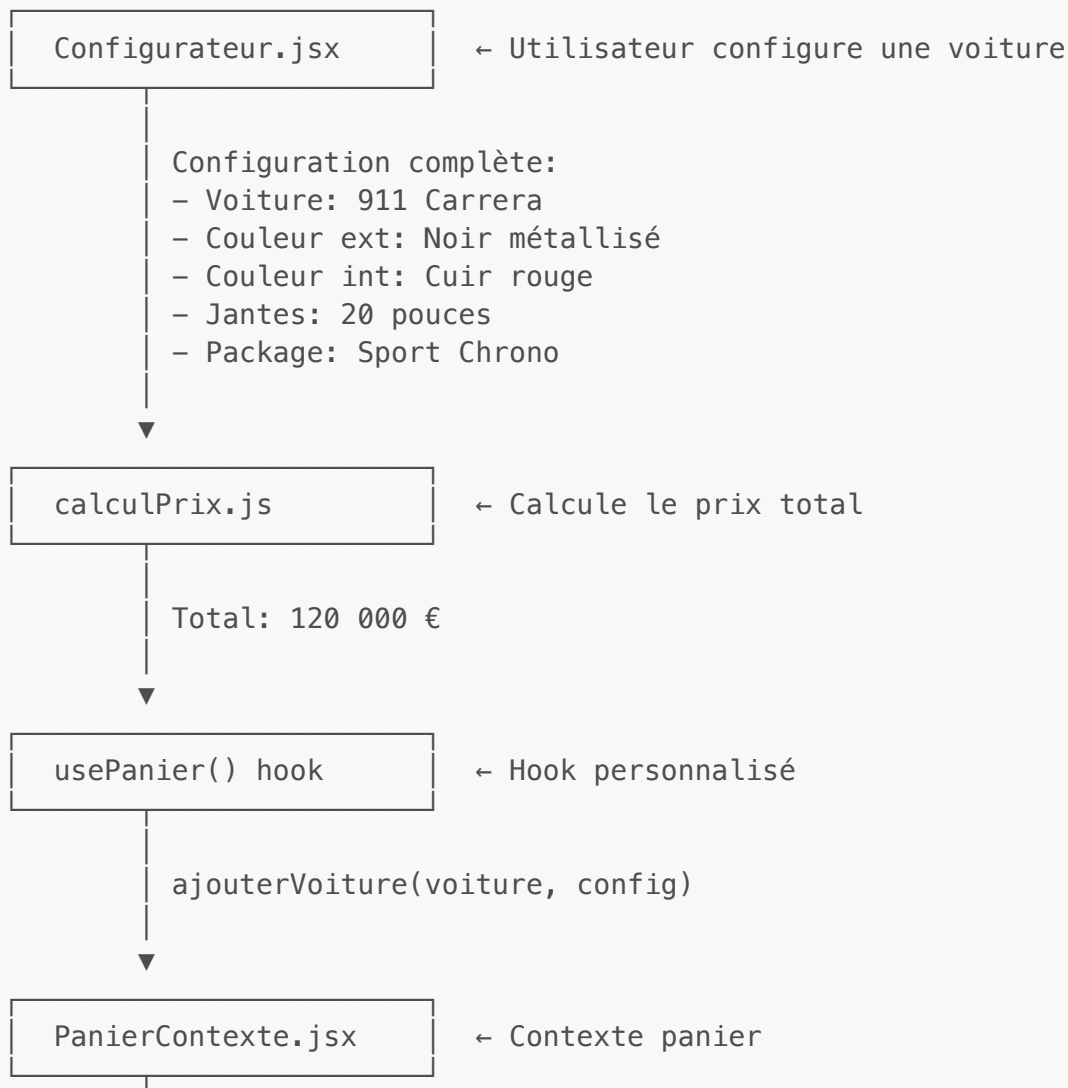 Configurateur.jsx ← Utilisateur configure une voiture
Configuration complète:
- Voiture: 911 Carrera
- Couleur ext: Noir métallisé
- Couleur int: Cuir rouge
- Jantes: 20 pouces
- Package: Sport Chrono
▼
calculPrix.js ← Calcule le prix total
Total: 120 000 €
▼
usePanier() hook ← Hook personnalisé
ajouterVoiture(voiture, config)
▼
PanierContexte.jsx ← Contexte panier